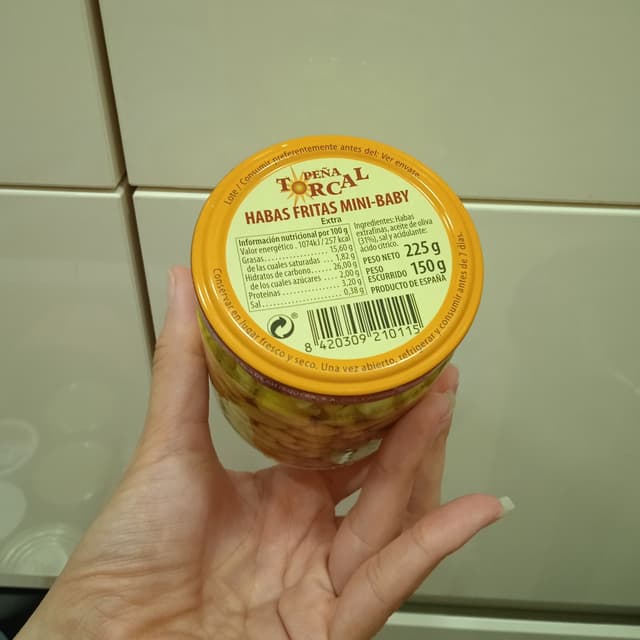 Lote / Consumir preferentemente antes del: Ver envase.
PEÑA
TORCAL
HABAS FRITAS MINI-BABY
Extra
Información nutricional por 100 g
Valor energético . 1074kJ / 257 kcal
Grasas ................ 15,60 g
de las cuales saturadas ... 1,82 g
Hidratos de carbono ..... 26,00 g
de los cuales azúcares .... 2,00 g
Proteínas .............. 3,20 g
Sal .................... 0,38 g
Ingredientes: Habas
extrafinas, aceite de oliva
(31%), sal y acidulante:
ácido cítrico.
PESO NETO 225 g
PESO
ESCURRIDO 150 g
PRODUCTO DE ESPAÑA
8 420309 210115
Conservar en lugar fresco y seco. Una vez abierto, refrigerar y consumir antes de 7 días.